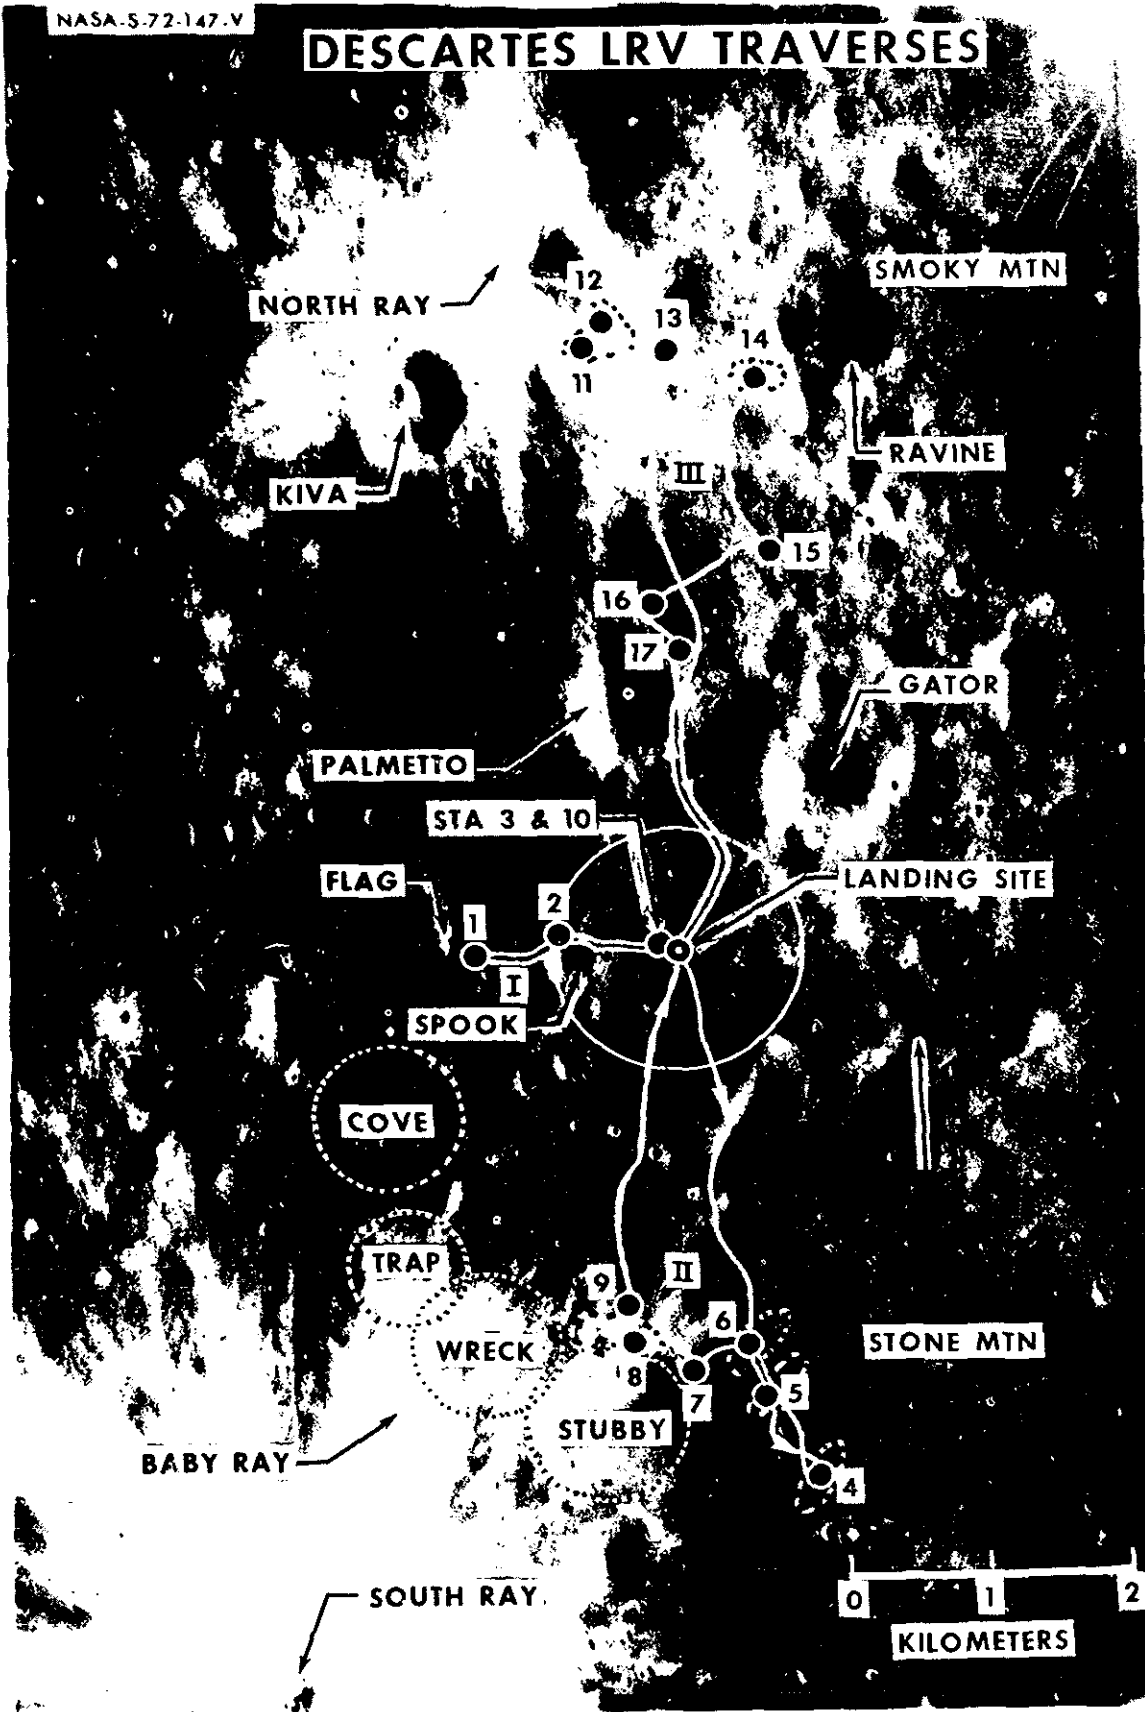 NASA-S-72-147-V
DESCARTES LRV TRAVERSES
SMOKY MTN
12
NORTH RAY
13
14
11
RAVINE
III
KIVA
15
16
17
GATOR
PALMETTO
STA 3 & 10
FLAG
LANDING SITE
2
1
I
SPOOK
COVE
TRAP
II
9
6
STONE MTN
WRECK
8
7
5
STUBBY
BABY RAY
4
SOUTH RAY
0 1 2
KILOMETERS